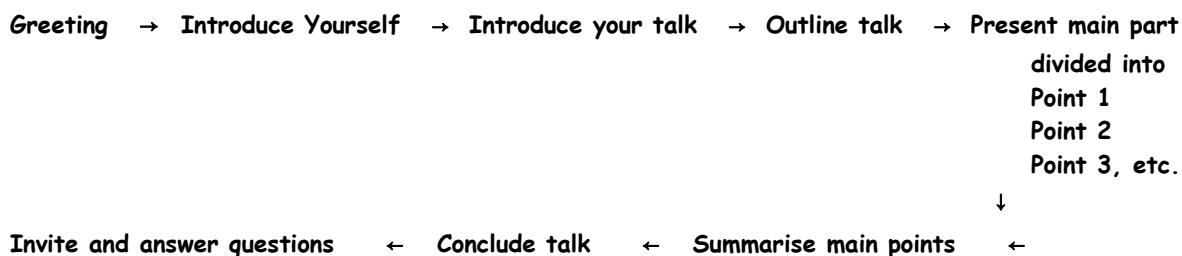 Greeting → Introduce Yourself → Introduce your talk → Outline talk → Present main part
divided into
Point 1
Point 2
Point 3, etc.
↓
Invite and answer questions ← Conclude talk ← Summarise main points ←